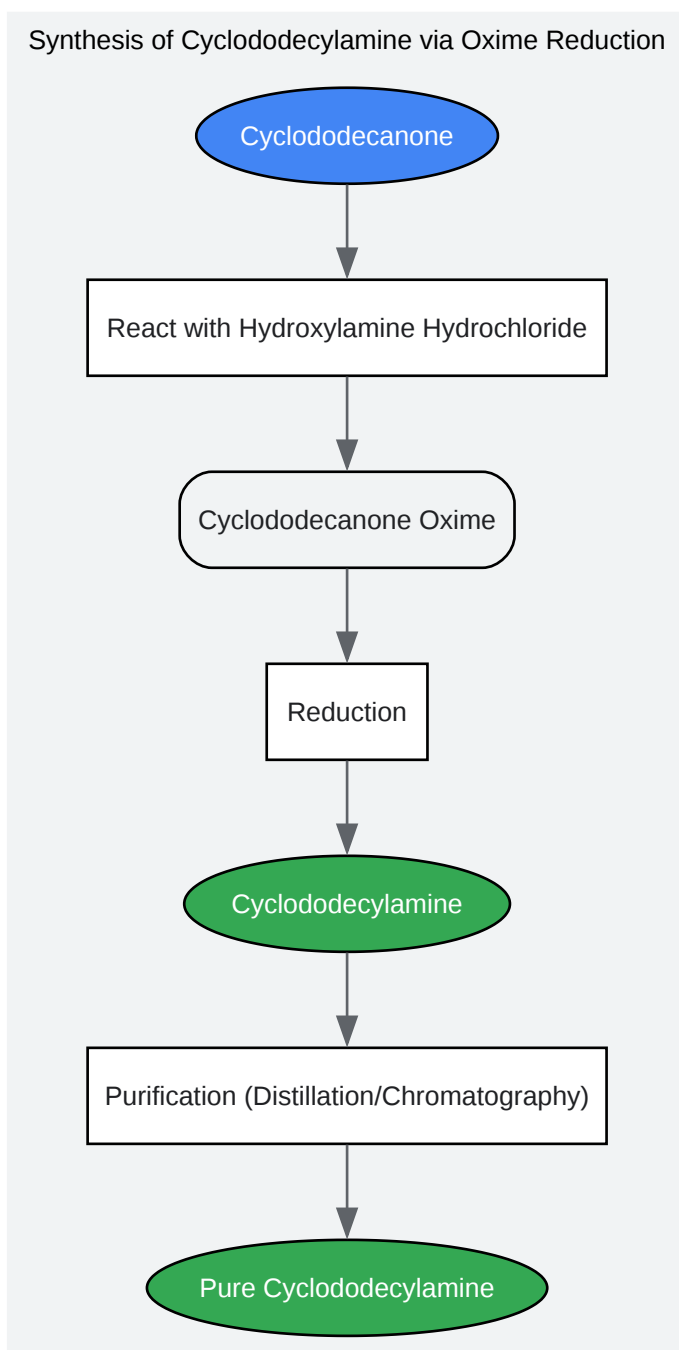 Synthesis of Cyclododecylamine via Oxime Reduction
Cyclododecanone
React with Hydroxylamine Hydrochloride
Cyclododecanone Oxime
Reduction
Cyclododecylamine
Purification (Distillation/Chromatography)
Pure Cyclododecylamine